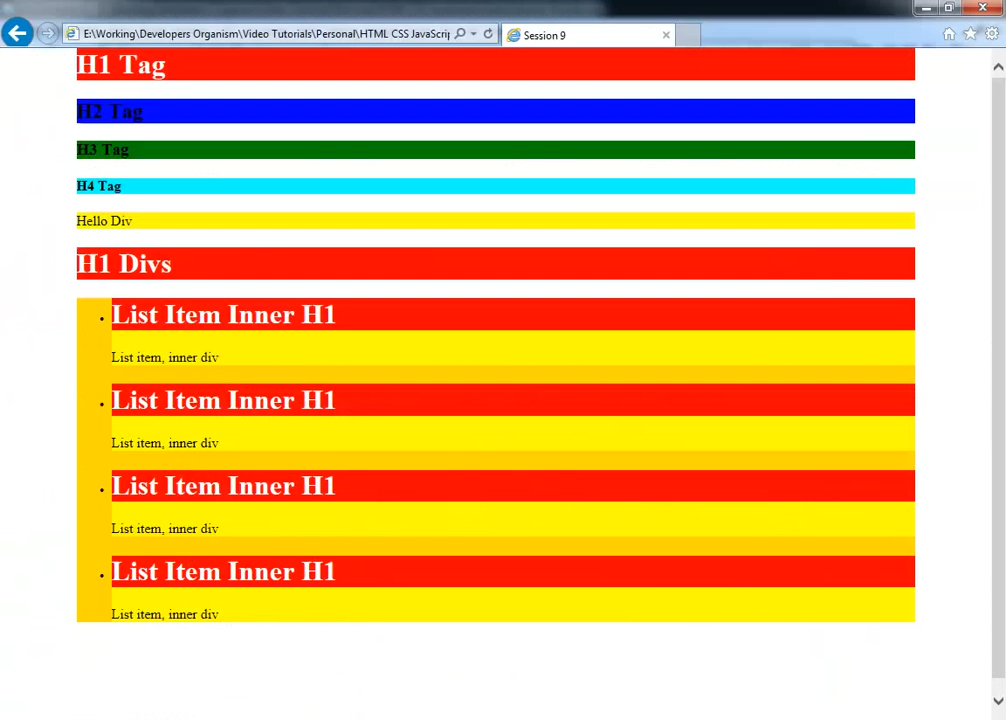 E:\Working\Developers Organism\Video Tutorials\Personal\HTML CSS JavaScrip
Session 9
H1 Tag
H2 Tag
H3 Tag
H4 Tag
Hello Div
H1 Divs
List Item Inner H1
List item, inner div
List Item Inner H1
List item, inner div
List Item Inner H1
List item, inner div
List Item Inner H1
List item, inner div